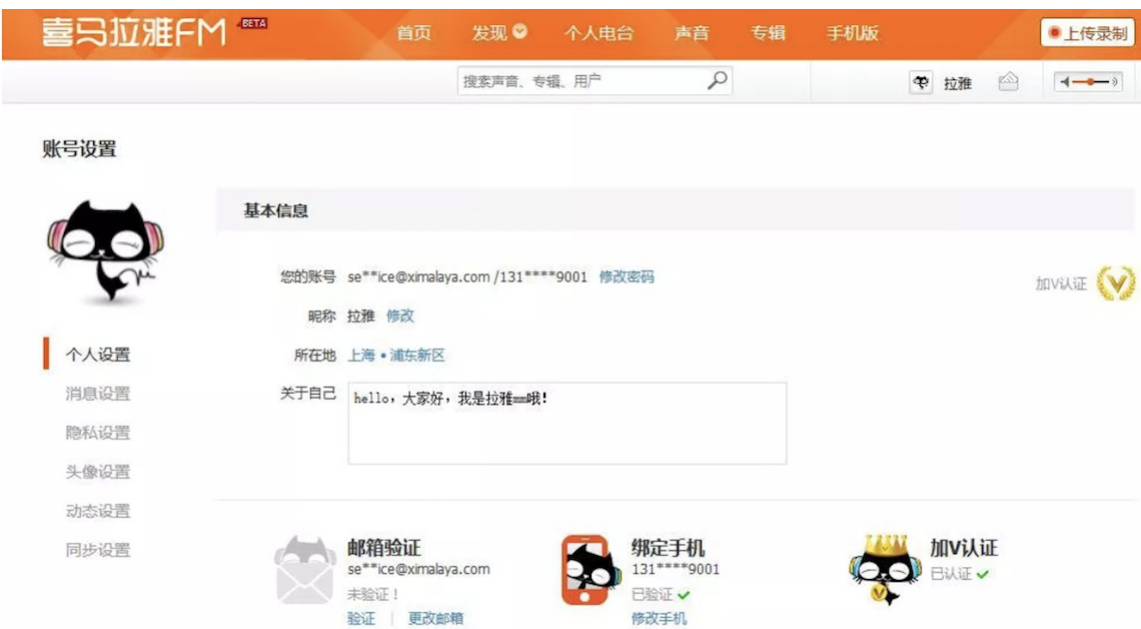 喜马拉雅FM BETA 首页 发现 个人电台 声音 专辑 手机版 上传录制
搜索声音、专辑、用户 拉雅
账号设置
基本信息
您的账号 se**ice@ximalaya.com /131****9001 修改密码
加V认证
昵称 拉雅 修改
所在地 上海 • 浦东新区
关于自己 hello，大家好，我是拉雅==哦！
个人设置
消息设置
隐私设置
头像设置
动态设置
同步设置
邮箱验证
se**ice@ximalaya.com
未验证！
验证 | 更改邮箱
绑定手机
131****9001
已验证
修改手机
加V认证
已认证